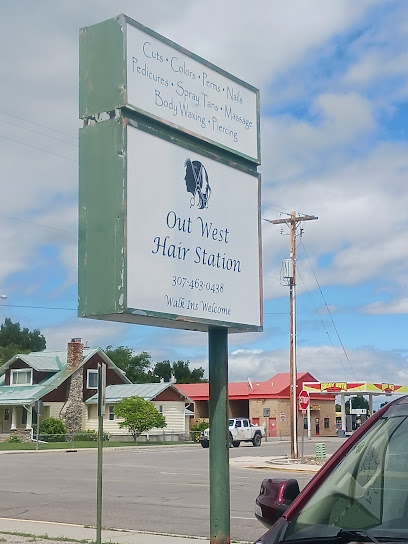 Cuts • Colors • Perms • Nails
Pedicures • Spray Tans • Massage
Body Waxing • Piercing
Out West
Hair Station
307-463-0438
Walk Ins Welcome
STOP